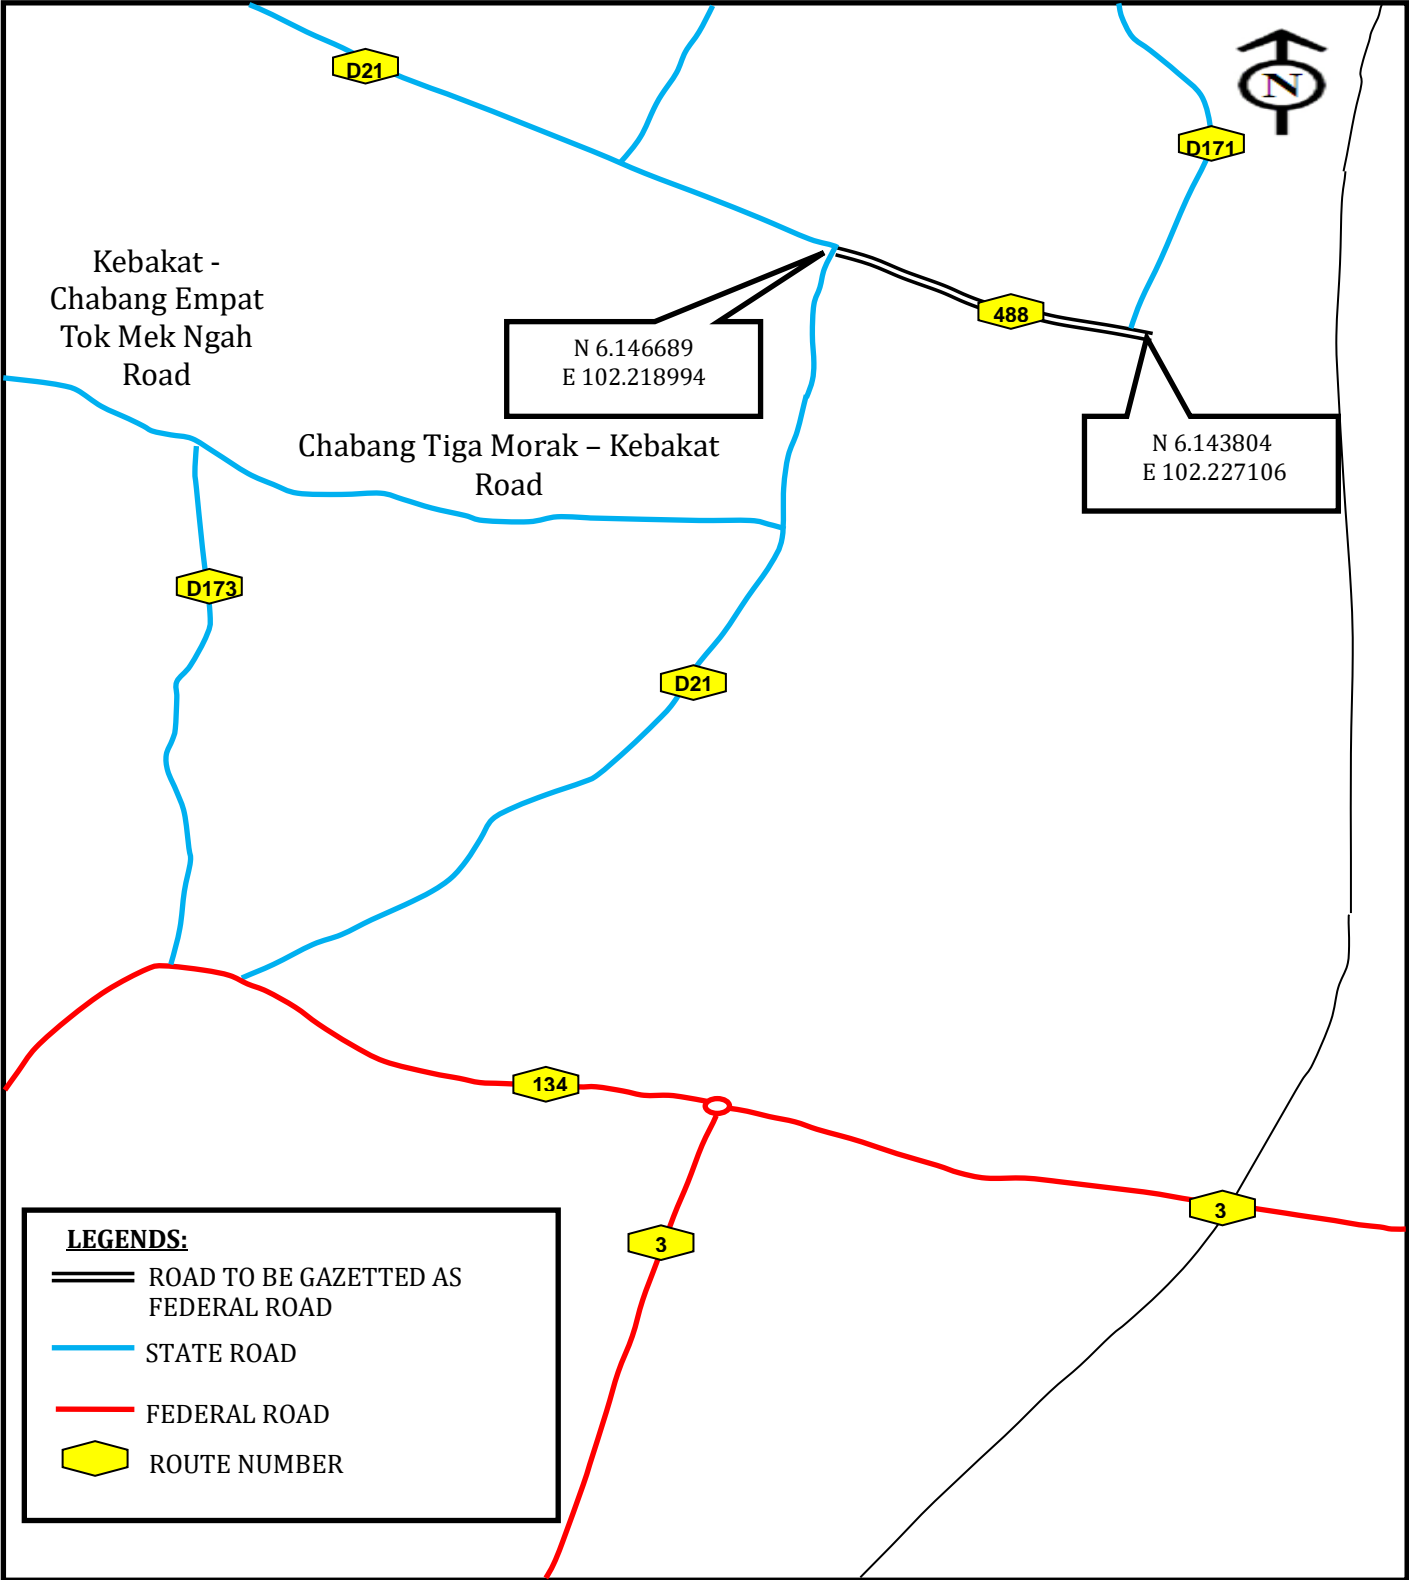 D21
N
D171
Kebakat -
Chabang Empat
Tok Mek Ngah
Road
488
N 6.146689
E 102.218994
Chabang Tiga Morak – Kebakat
Road
N 6.143804
E 102.227106
D173
D21
134
3
3
LEGENDS:
ROAD TO BE GAZETTED AS
FEDERAL ROAD
STATE ROAD
FEDERAL ROAD
ROUTE NUMBER